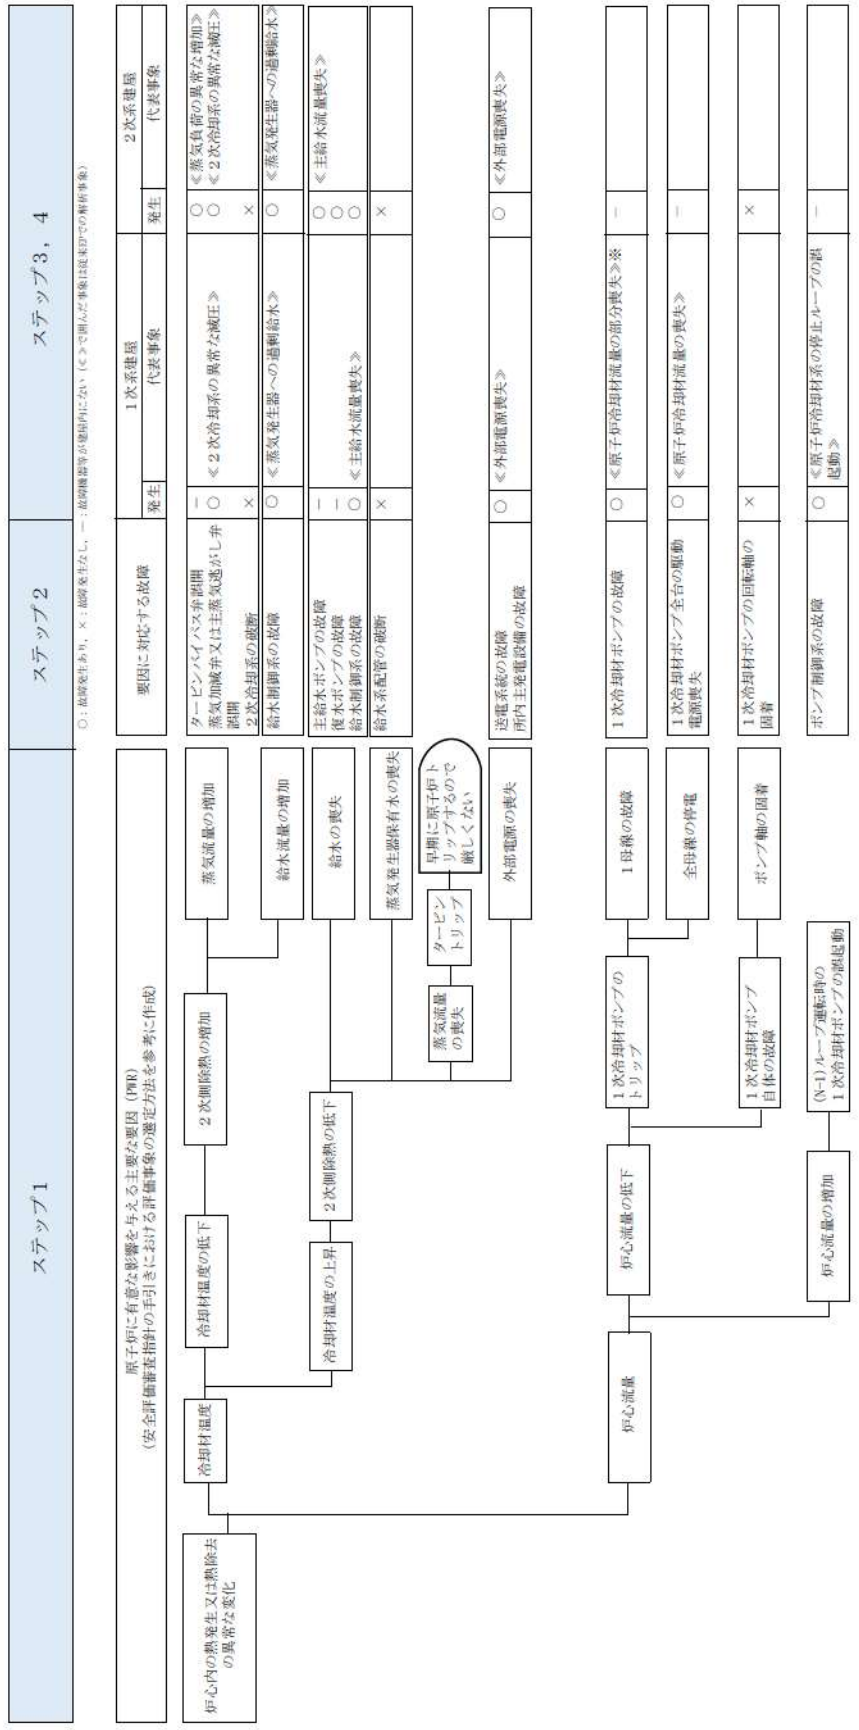 ステップ1
ステップ2
ステップ3，4
○：故障発生あり，×：故障発生なし，－：故障機器等が建屋内にない（≪≫で囲んだ事象は従来DBでの解析事象）
原子炉に有意な影響を与える主要な要因（PWR）
（安全評価審査指針の手引きにおける評価事象の選定方法を参考に作成）
要因に対応する故障
1次系建屋
発生
代表事象
2次系建屋
発生
代表事象
炉心内の熱発生又は熱除去
の異常な変化
冷却材温度
冷却材温度の低下
2次側除熱の増加
蒸気流量の増加
タービンバイパス弁誤開
蒸気加減弁又は主蒸気逃がし弁
誤開
2次冷却系の破断
－
○
×
≪2次冷却系の異常な減圧≫
○
○
×
≪蒸気負荷の異常な増加≫
≪2次冷却系の異常な減圧≫
給水流量の増加
給水制御系の故障
○
≪蒸気発生器への過剰給水≫
○
≪蒸気発生器への過剰給水≫
冷却材温度の上昇
2次側除熱の低下
給水の喪失
主給水ポンプの故障
復水ポンプの故障
給水制御系の故障
－
－
○
≪主給水流量喪失≫
○
○
○
≪主給水流量喪失≫
蒸気発生器保有水の喪失
給水系配管の破断
×
×
蒸気流量
の喪失
タービン
トリップ
早期に原子炉ト
リップするので
厳しくない
外部電源の喪失
送電系統の故障
所内主発電設備の故障
○
≪外部電源喪失≫
○
≪外部電源喪失≫
炉心流量
炉心流量の低下
1次冷却材ポンプの
トリップ
1母線の故障
1次冷却材ポンプの故障
○
≪原子炉冷却材流量の部分喪失≫※
－
全母線の停電
1次冷却材ポンプ全台の駆動
電源喪失
○
≪原子炉冷却材流量の喪失≫
－
1次冷却材ポンプ
自体の故障
ポンプ軸の固着
1次冷却材ポンプの回転軸の
固着
×
×
炉心流量の増加
(N-1)ループ運転時の
1次冷却材ポンプの誤起動
ポンプ制御系の故障
○
≪原子炉冷却材系の停止ループの誤
起動≫
－